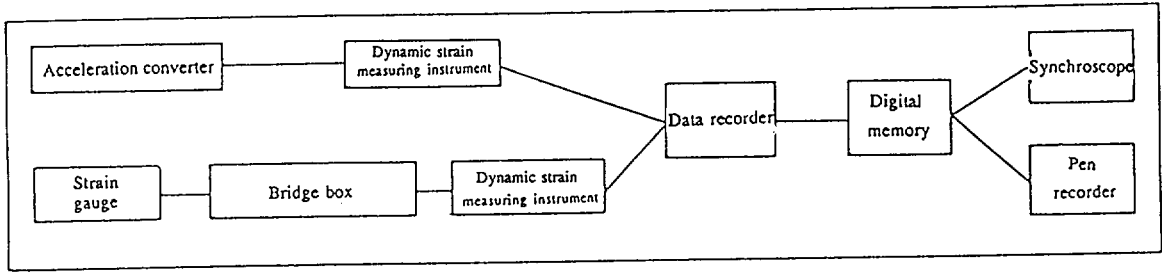 Acceleration converter
Dynamic strain
measuring instrument
Strain
gauge
Bridge box
Dynamic strain
measuring instrument
Data recorder
Digital
memory
Synchroscope
Pen
recorder